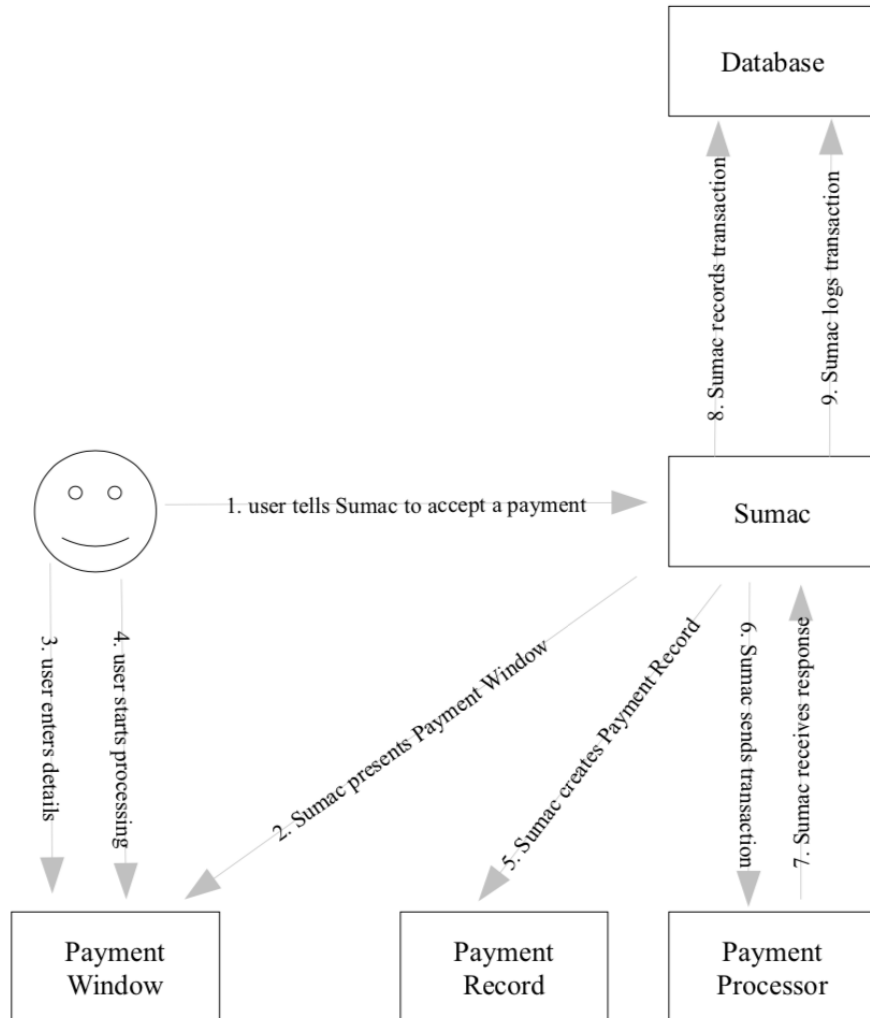 Database
8. Sumac records transaction
9. Sumac logs transaction
1. user tells Sumac to accept a payment
Sumac
3. user enters details
4. user starts processing
2. Sumac presents Payment Window
5. Sumac creates Payment Record
6. Sumac sends transaction
7. Sumac receives response
Payment
Window
Payment
Record
Payment
Processor